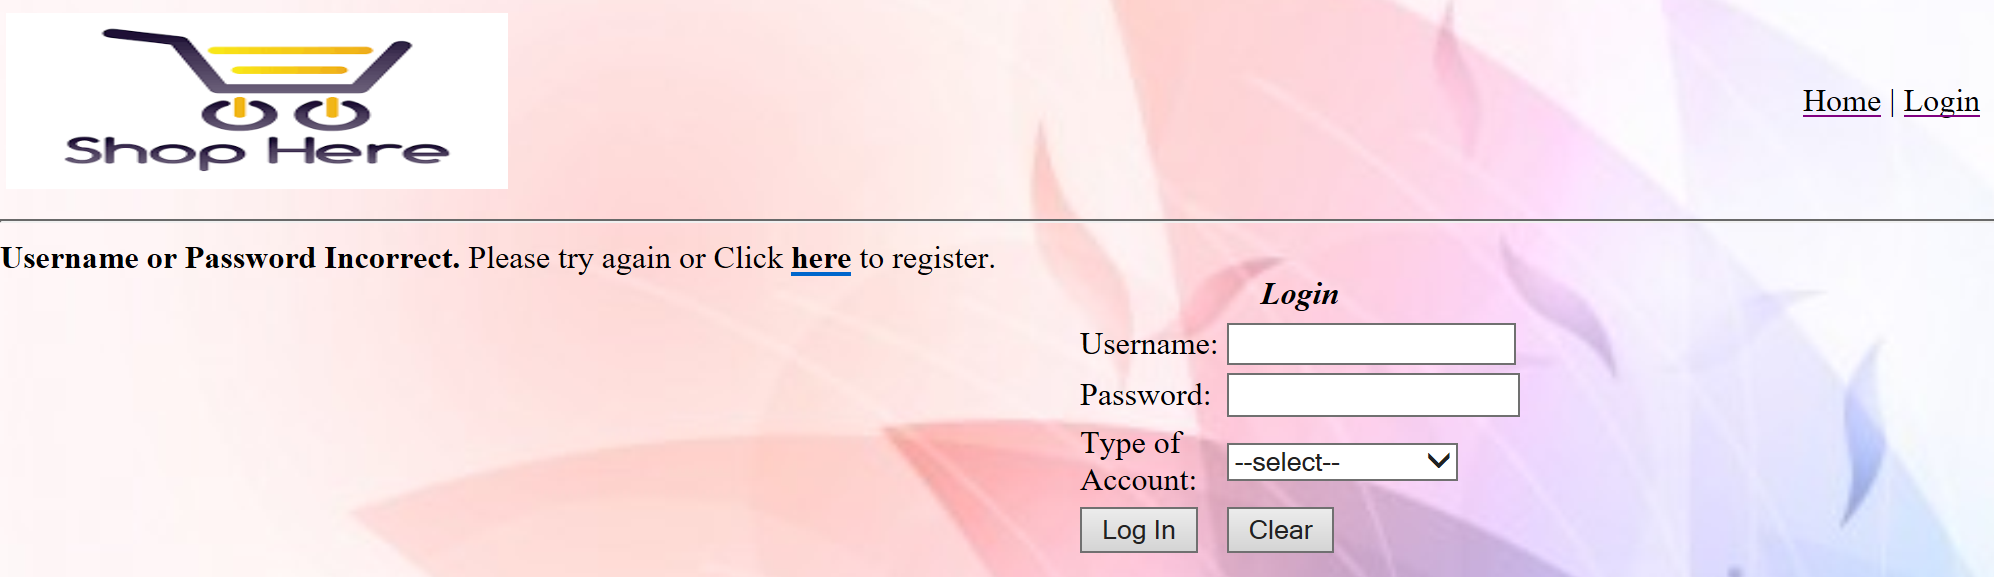 Shop Here
Home | Login
Username or Password Incorrect. Please try again or Click here to register.
Login
Username:
Password:
Type of
Account:
--select--
Log In
Clear